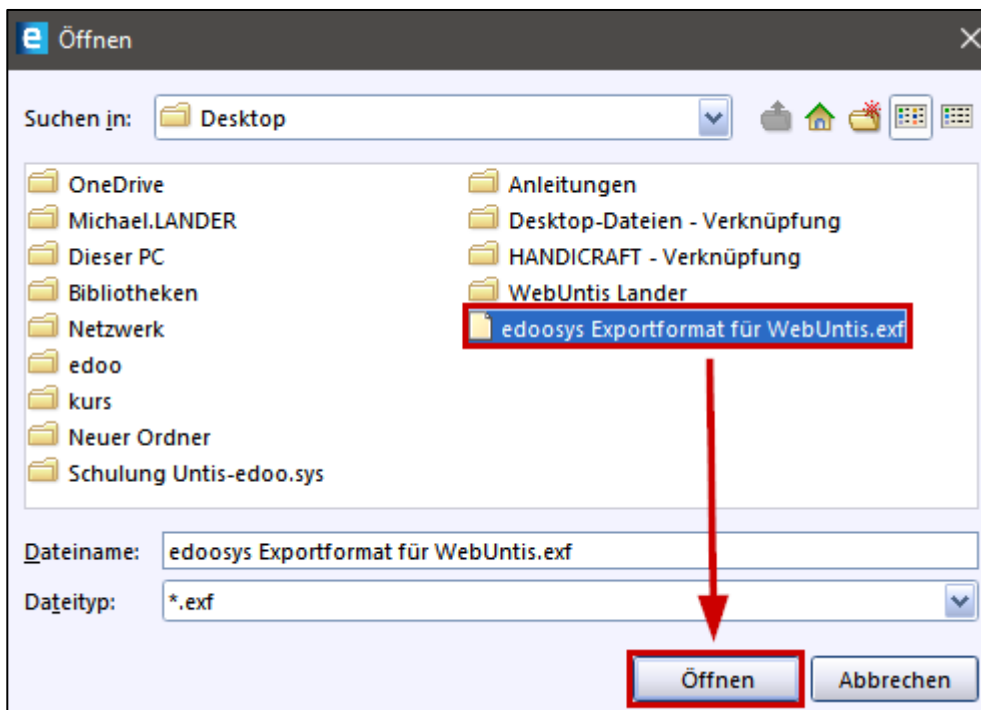 e Öffnen
Suchen in: Desktop
OneDrive
Michael.LANDER
Dieser PC
Bibliotheken
Netzwerk
edoo
kurs
Neuer Ordner
Schulung Untis-edoo.sys
Anleitungen
Desktop-Dateien - Verknüpfung
HANDICRAFT - Verknüpfung
WebUntis Lander
edoosys Exportformat für WebUntis.exf
Dateiname: edoosys Exportformat für WebUntis.exf
Dateityp: *.exf
Öffnen Abbrechen